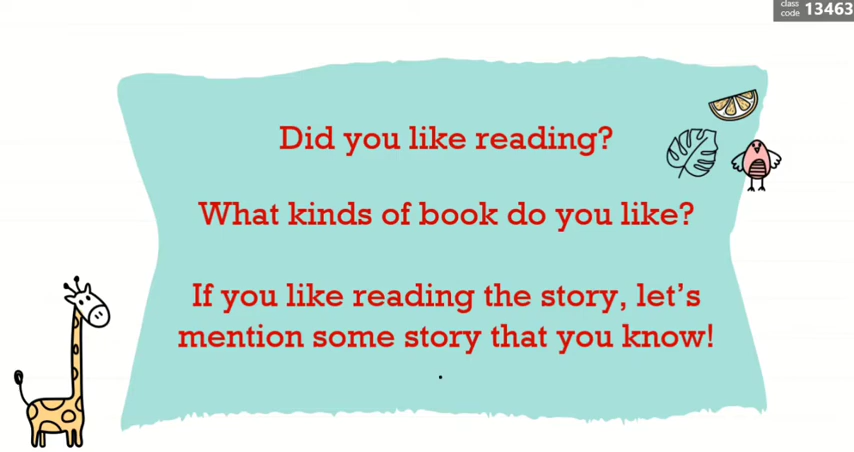 class
code 13463
Did you like reading?
What kinds of book do you like?
If you like reading the story, let's
mention some story that you know!
.